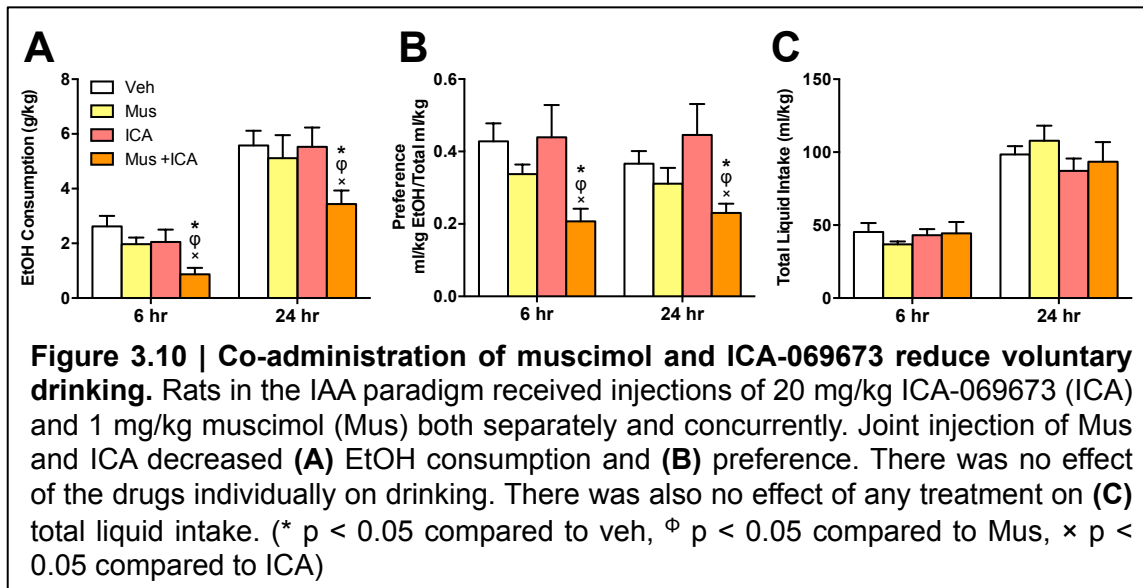 A
B
C
EtOH Consumption (g/kg)
8
6
4
2
0
Veh
Mus
ICA
Mus +ICA
*
φ
×
*
φ
×
6 hr
24 hr
Preference
ml/kg EtOH/Total ml/kg
0.6
0.4
0.2
0.0
*
φ
×
*
φ
×
6 hr
24 hr
Total Liquid Intake (ml/kg)
150
100
50
0
6 hr
24 hr
Figure 3.10 | Co-administration of muscimol and ICA-069673 reduce voluntary
drinking. Rats in the IAA paradigm received injections of 20 mg/kg ICA-069673 (ICA)
and 1 mg/kg muscimol (Mus) both separately and concurrently. Joint injection of Mus
and ICA decreased (A) EtOH consumption and (B) preference. There was no effect
of the drugs individually on drinking. There was also no effect of any treatment on (C)
total liquid intake. (* p < 0.05 compared to veh, Φ p < 0.05 compared to Mus, × p <
0.05 compared to ICA)